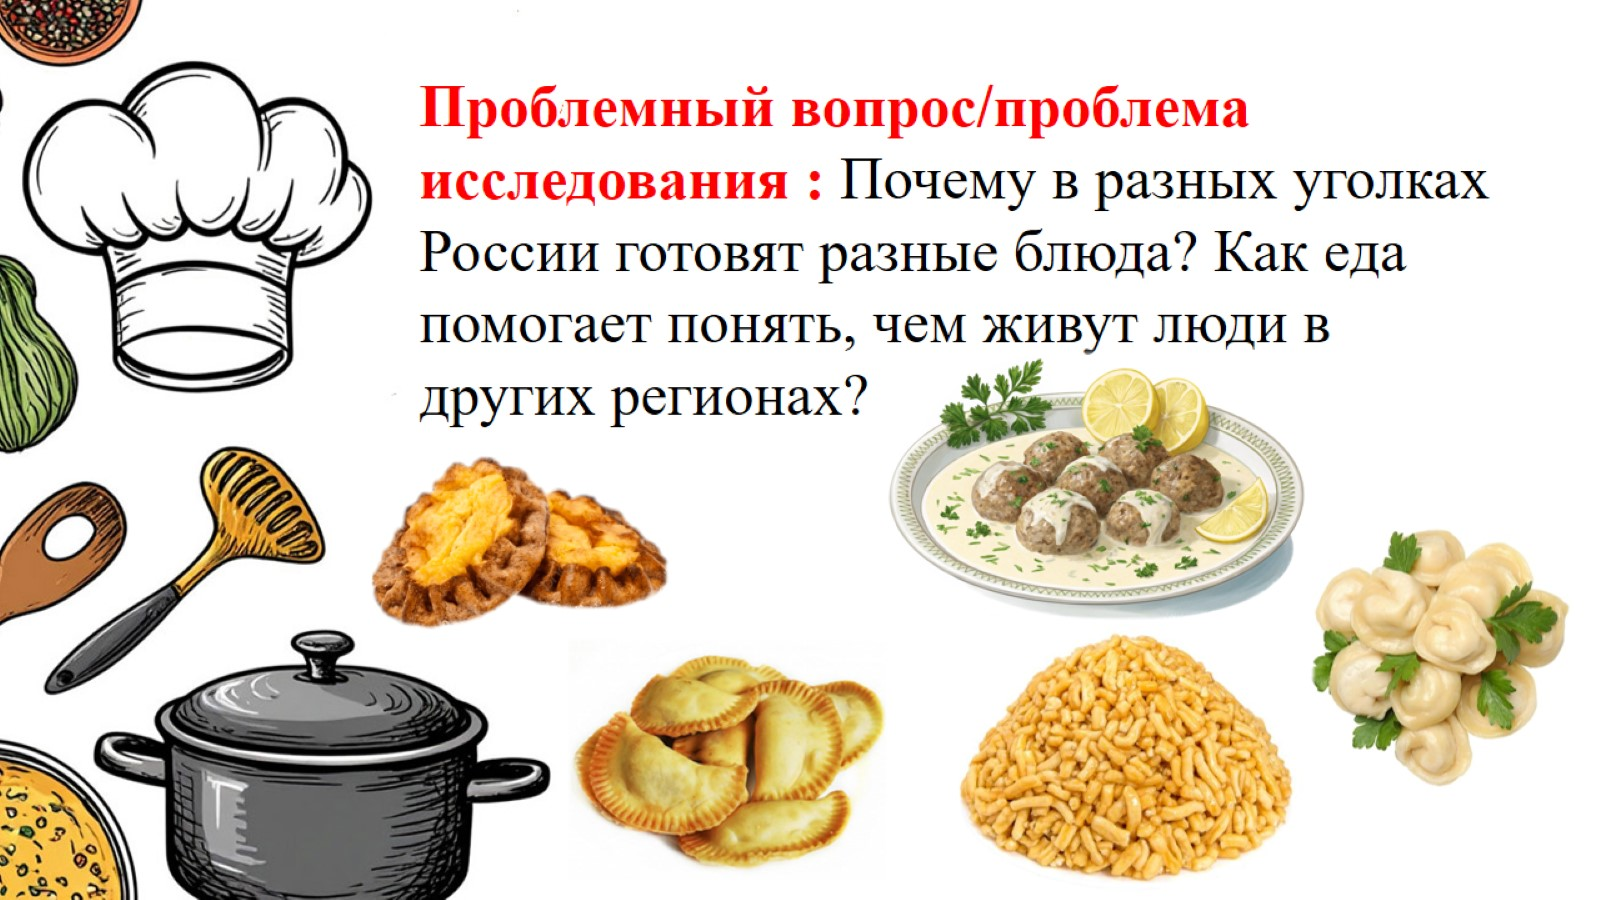 Проблемный вопрос/проблема
исследования : Почему в разных уголках
России готовят разные блюда? Как еда
помогает понять, чем живут люди в
других регионах?